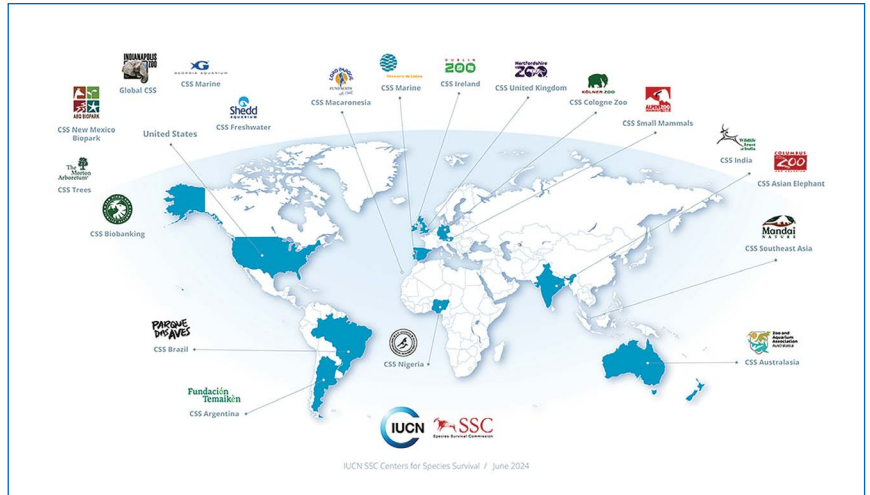 INDIANAPOLIS
ZOO
Global CSS
GEORGIA AQUARIUM
CSS Marine
LORO PARQUE
FUNDACIÓN
CSS Macaronesia
CSS Marine
DUBLIN
ZOO
CSS Ireland
Hertfordshire
ZOO
CSS United Kingdom
KÖLNER ZOO
CSS Cologne Zoo
ALPENZOO
CSS Small Mammals
ABQ BIOPARK
CSS New Mexico
Biopark
United States
Shedd
AQUARIUM
CSS Freshwater
Wildlife
Trust
of India
CSS India
COLUMBUS
ZOO
CSS Asian Elephant
The
Morton
Arboretum
CSS Trees
CSS Biobanking
Mandai
NATURE
CSS Southeast Asia
PARQUE
DAS AVES
CSS Brazil
CSS Nigeria
Zoo and
Aquarium
Association
Australasia
CSS Australasia
Fundación
Temaikèn
CSS Argentina
IUCN
SSC
Species Survival Commission
IUCN SSC Centers for Species Survival / June 2024